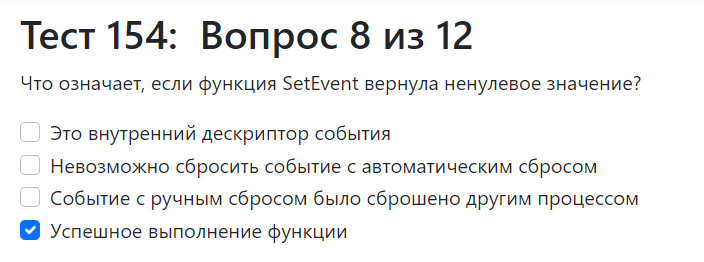 Тест 154: Вопрос 8 из 12
Что означает, если функция SetEvent вернула ненулевое значение?
Это внутренний дескриптор события
Невозможно сбросить событие с автоматическим сбросом
Событие с ручным сбросом было сброшено другим процессом
Успешное выполнение функции